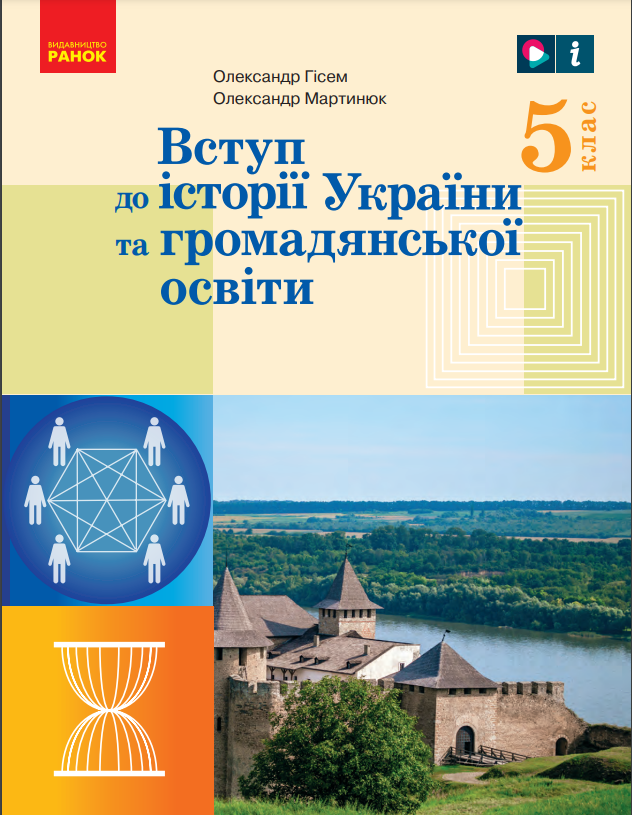 ВИДАВНИЦТВО
РАНОК
i
Олександр Гісем
Олександр Мартинюк
5 клас
Вступ
до історії України
та громадянської
освіти